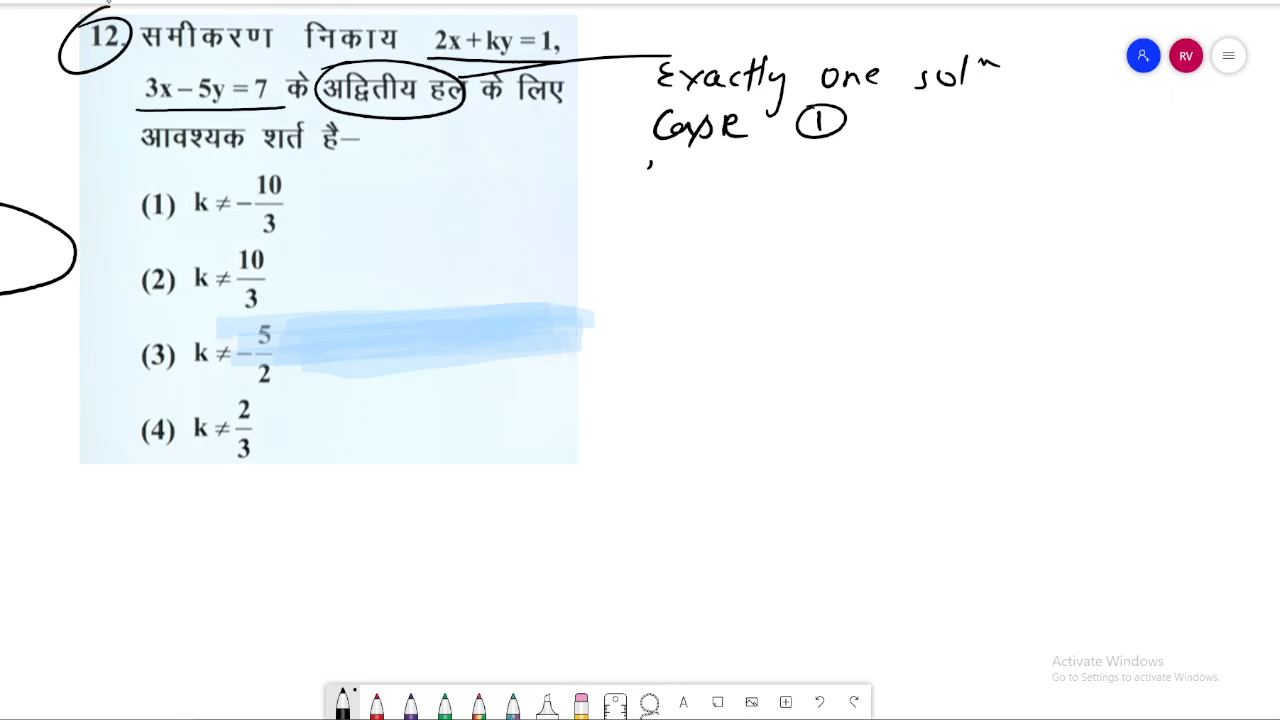 12. समीकरण निकाय 2x + ky = 1,
3x – 5y = 7 के अद्वितीय हल के लिए
आवश्यक शर्त है–
(1) k ≠ –10/3
(2) k ≠ 10/3
(3) k ≠ –5/2
(4) k ≠ 2/3
Exactly one solⁿ
Case ①
RV
Activate Windows
Go to Settings to activate Windows.
A